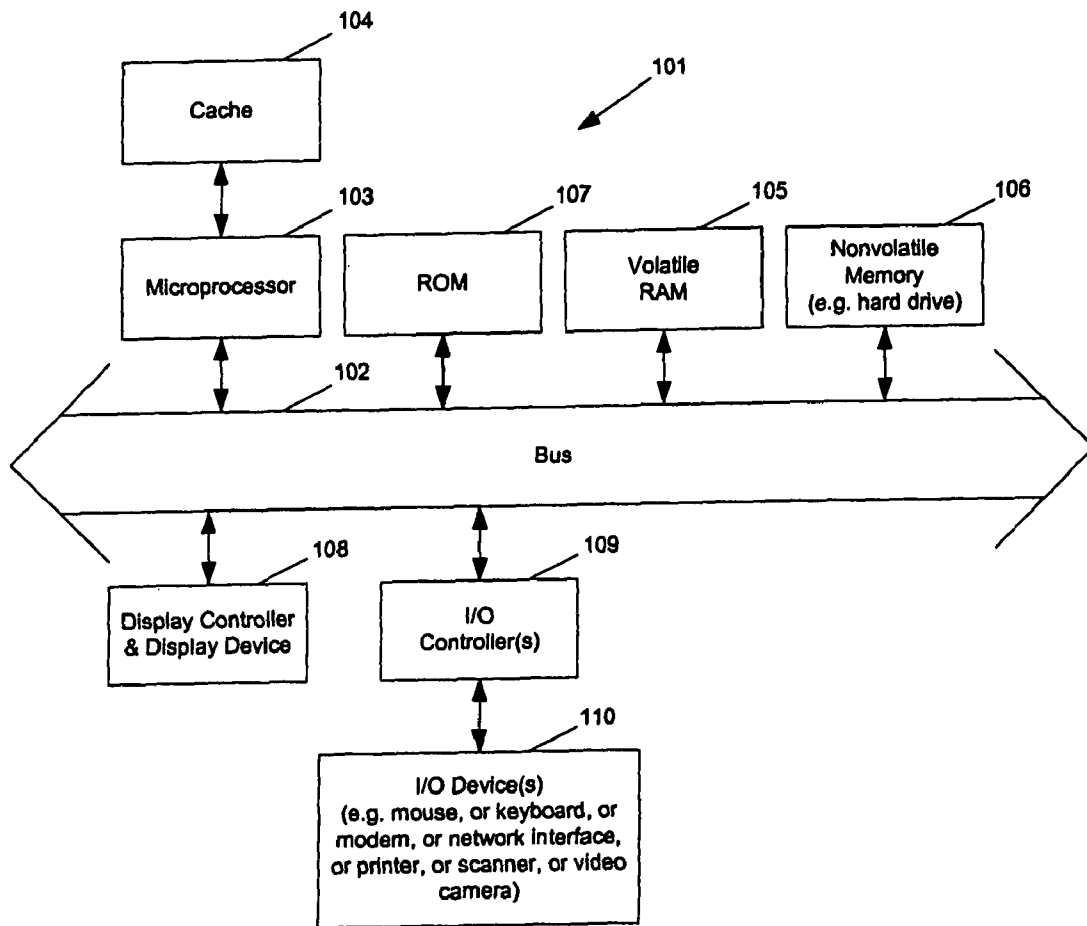 104
Cache
101
103
107
105
106
Microprocessor
ROM
Volatile
RAM
Nonvolatile
Memory
(e.g. hard drive)
102
Bus
108
109
Display Controller
& Display Device
I/O
Controller(s)
110
I/O Device(s)
(e.g. mouse, or keyboard, or
modem, or network interface,
or printer, or scanner, or video
camera)